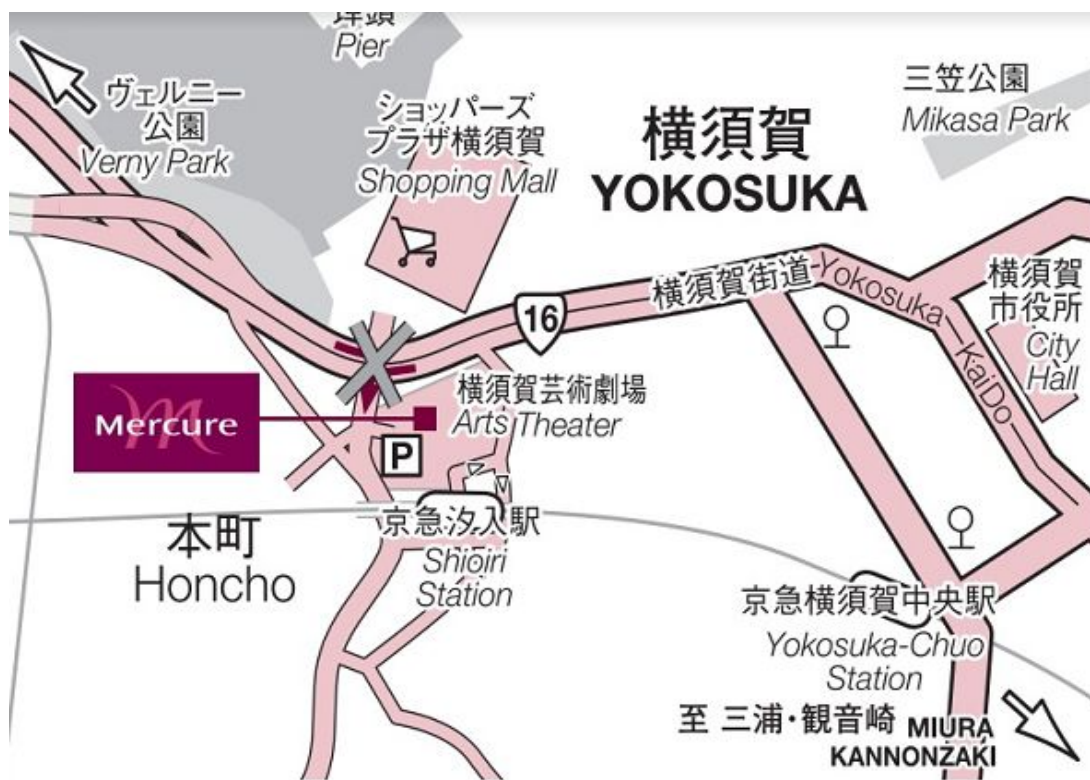 Pier
ヴェルニー
公園
Verny Park
ショッパーズ
プラザ横須賀
Shopping Mall
横須賀
YOKOSUKA
三笠公園
Mikasa Park
16
横須賀街道
Yokosuka
KaiDo
横須賀
市役所
City
Hall
Mercure
横須賀芸術劇場
Arts Theater
P
京急汐入駅
Shioiri
Station
本町
Honcho
京急横須賀中央駅
Yokosuka-Chuo
Station
至 三浦・観音崎 MIURA
KANNONZAKI